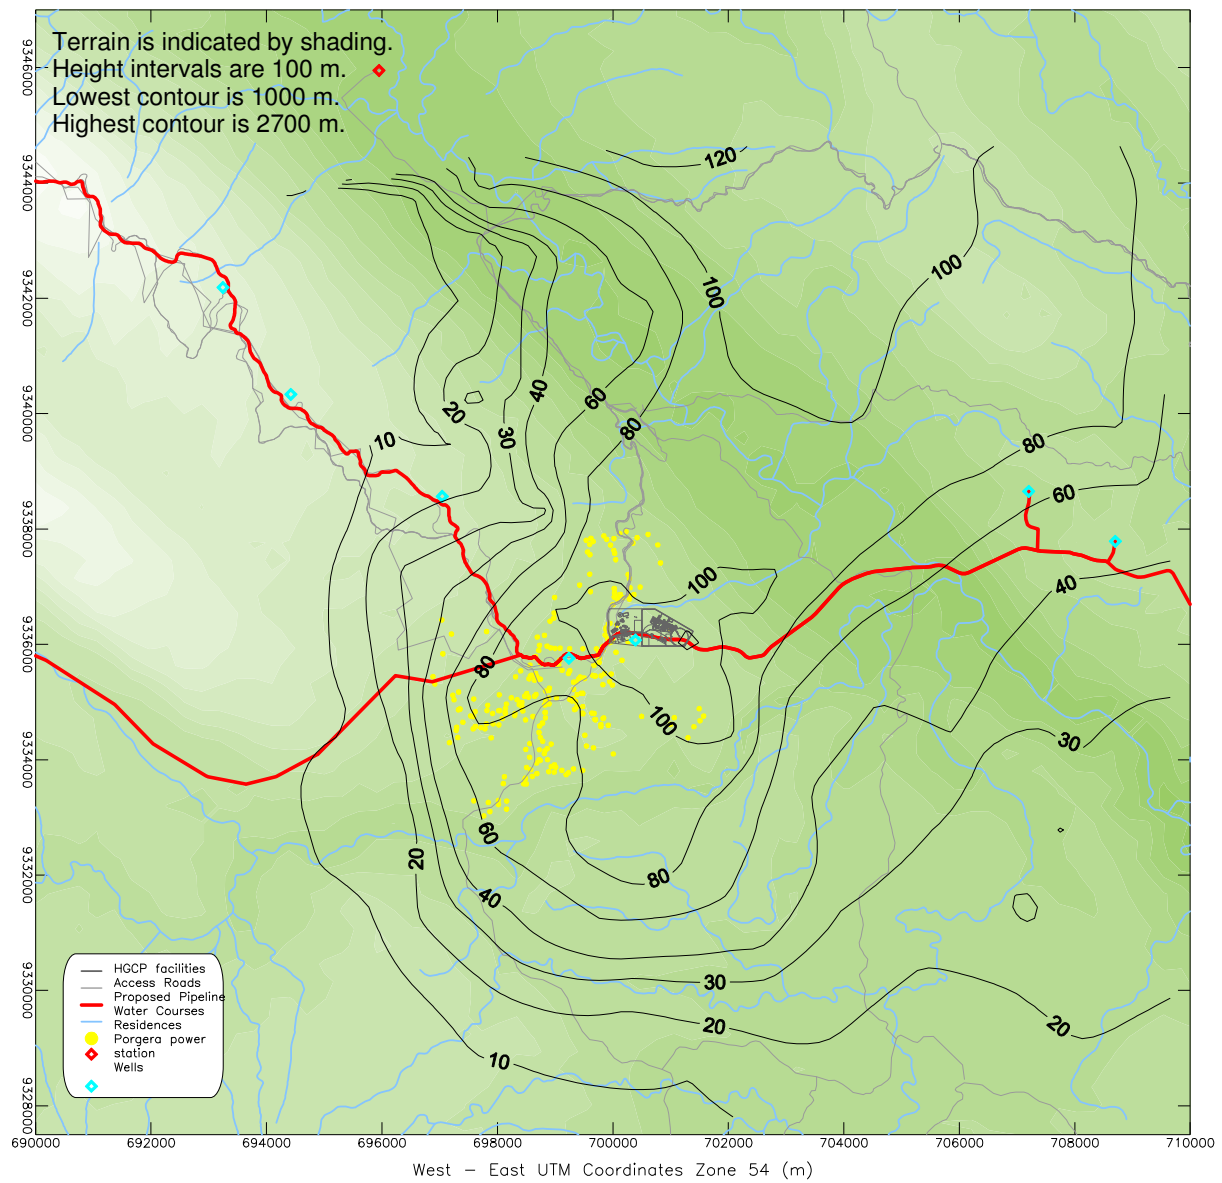 Terrain is indicated by shading.
Height intervals are 100 m.
Lowest contour is 1000 m.
Highest contour is 2700 m.
9346000
9344000
9342000
9340000
9338000
9336000
9334000
9332000
9330000
9328000
120
100
100
80
60
40
40
60
80
20
30
10
100
40
80
100
30
60
20
80
40
30
20
20
10
HGCP facilities
Access Roads
Proposed Pipeline
Water Courses
Residences
Porgera power
station
Wells
690000 692000 694000 696000 698000 700000 702000 704000 706000 708000 710000
West – East UTM Coordinates Zone 54 (m)